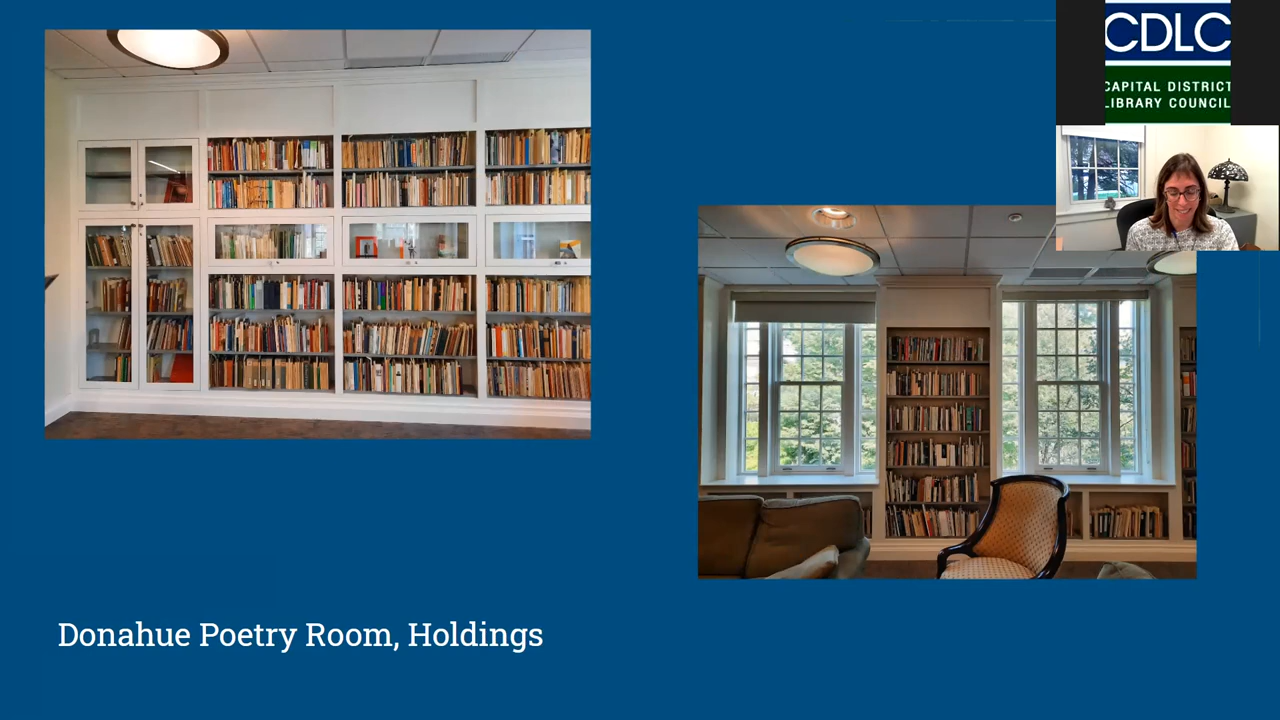 CDLC
CAPITAL DISTRICT
LIBRARY COUNCIL
Donahue Poetry Room, Holdings